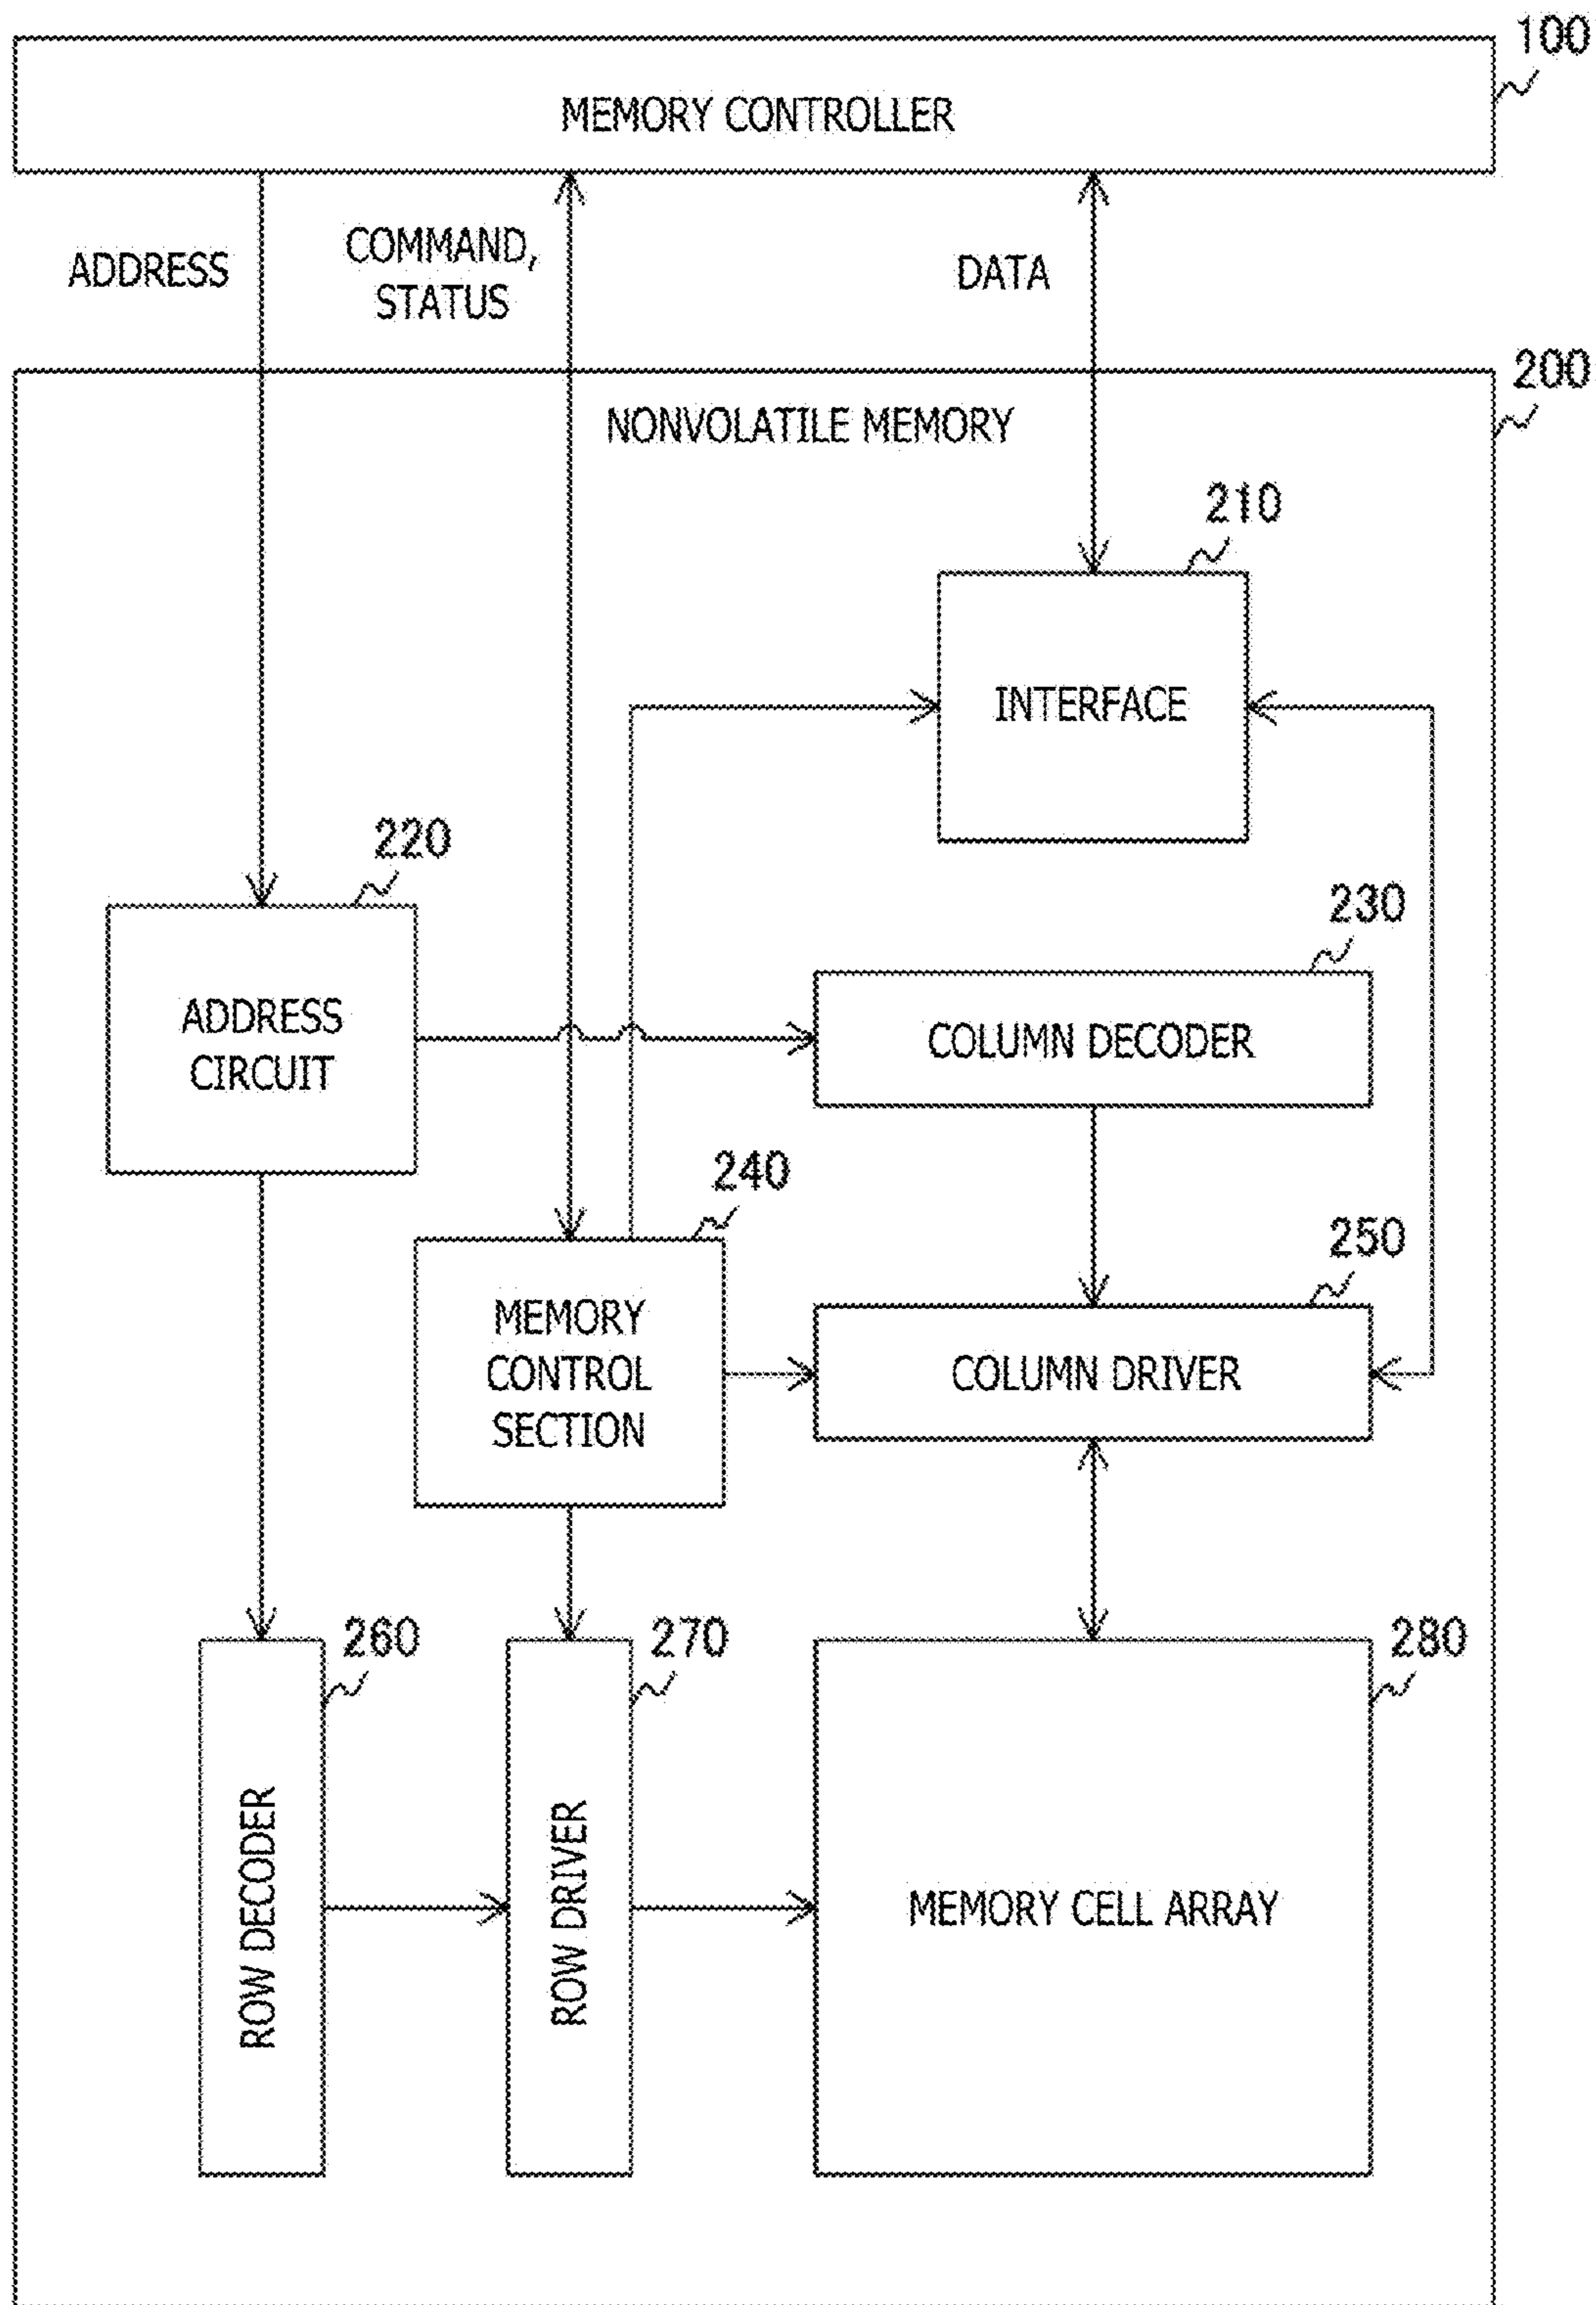 100
MEMORY CONTROLLER
ADDRESS
COMMAND,
STATUS
DATA
200
NONVOLATILE MEMORY
210
INTERFACE
220
ADDRESS
CIRCUIT
230
COLUMN DECODER
240
MEMORY
CONTROL
SECTION
250
COLUMN DRIVER
260
ROW DECODER
270
ROW DRIVER
280
MEMORY CELL ARRAY